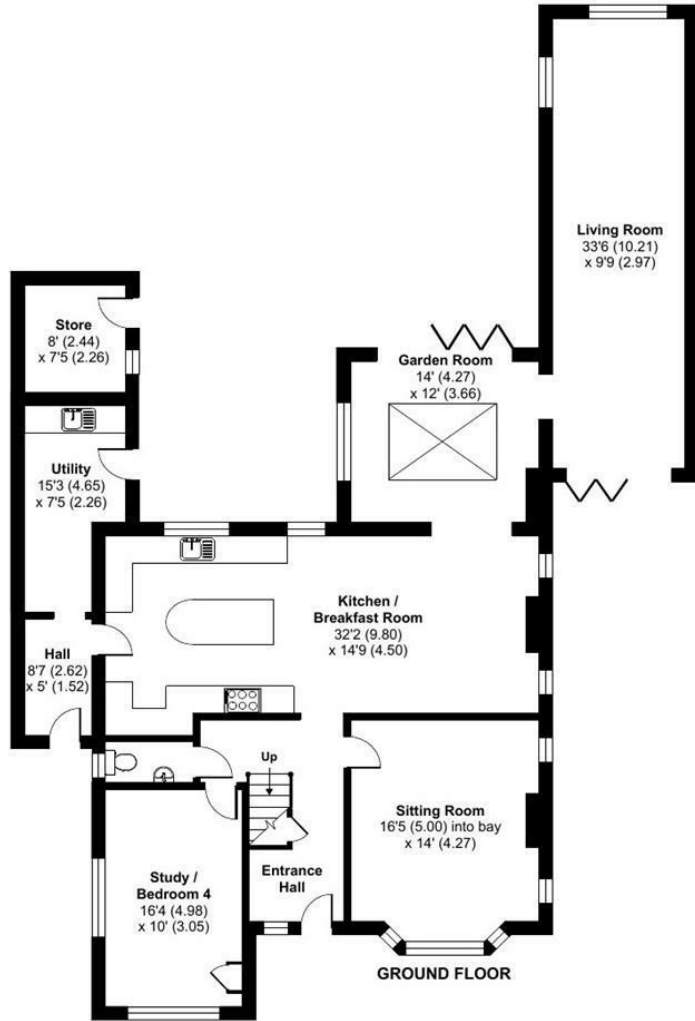 Living Room
33'6 (10.21)
x 9'9 (2.97)
Store
8' (2.44)
x 7'5 (2.26)
Garden Room
14' (4.27)
x 12' (3.66)
Utility
15'3 (4.65)
x 7'5 (2.26)
Kitchen /
Breakfast Room
32'2 (9.80)
x 14'9 (4.50)
Hall
8'7 (2.62)
x 5' (1.52)
Up
Sitting Room
16'5 (5.00) into bay
x 14' (4.27)
Entrance
Hall
Study /
Bedroom 4
16'4 (4.98)
x 10' (3.05)
GROUND FLOOR